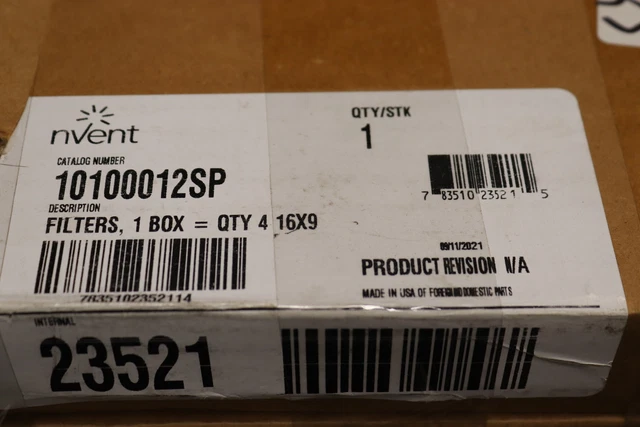 nVent
QTY/STK
1
CATALOG NUMBER
10100012SP
DESCRIPTION
FILTERS, 1 BOX = QTY 4 16X9
7 83510 23521 5
7835102352114
09/11/2021
PRODUCT REVISION N/A
MADE IN USA OF FOREIGN AND DOMESTIC PARTS
INTERNAL
23521